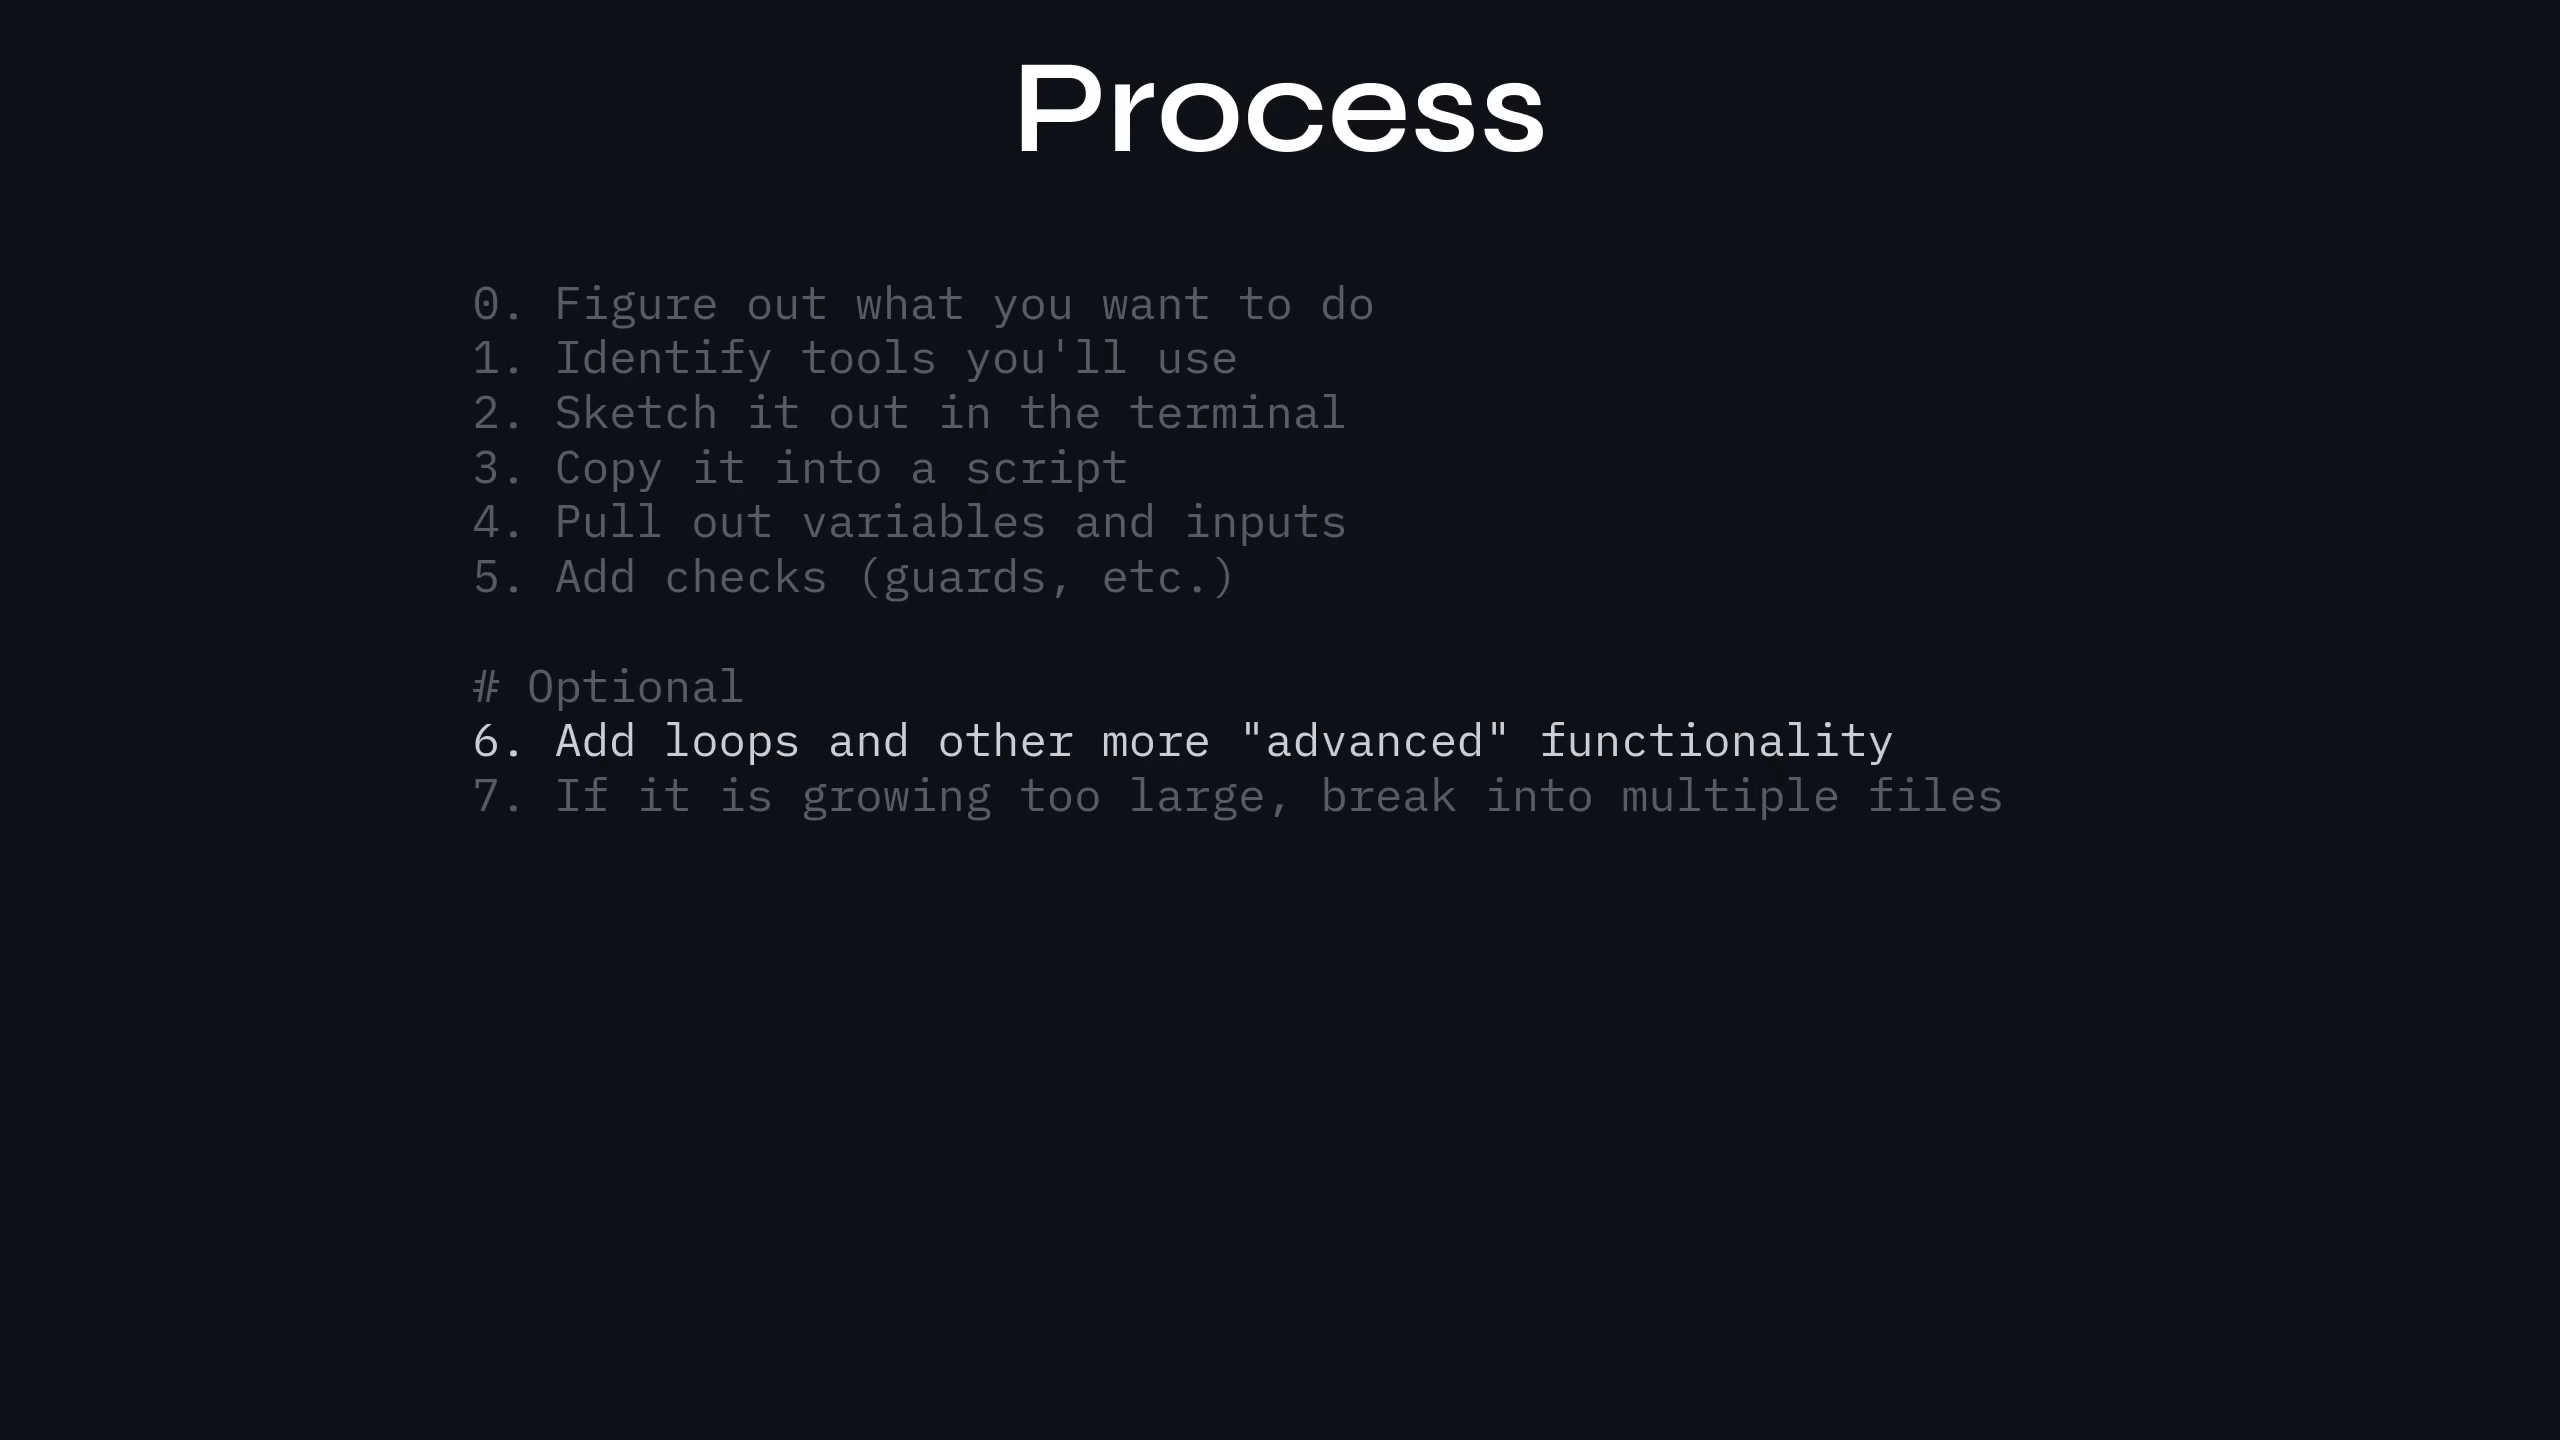 Process
0. Figure out what you want to do
1. Identify tools you'll use
2. Sketch it out in the terminal
3. Copy it into a script
4. Pull out variables and inputs
5. Add checks (guards, etc.)
# Optional
6. Add loops and other more "advanced" functionality
7. If it is growing too large, break into multiple files